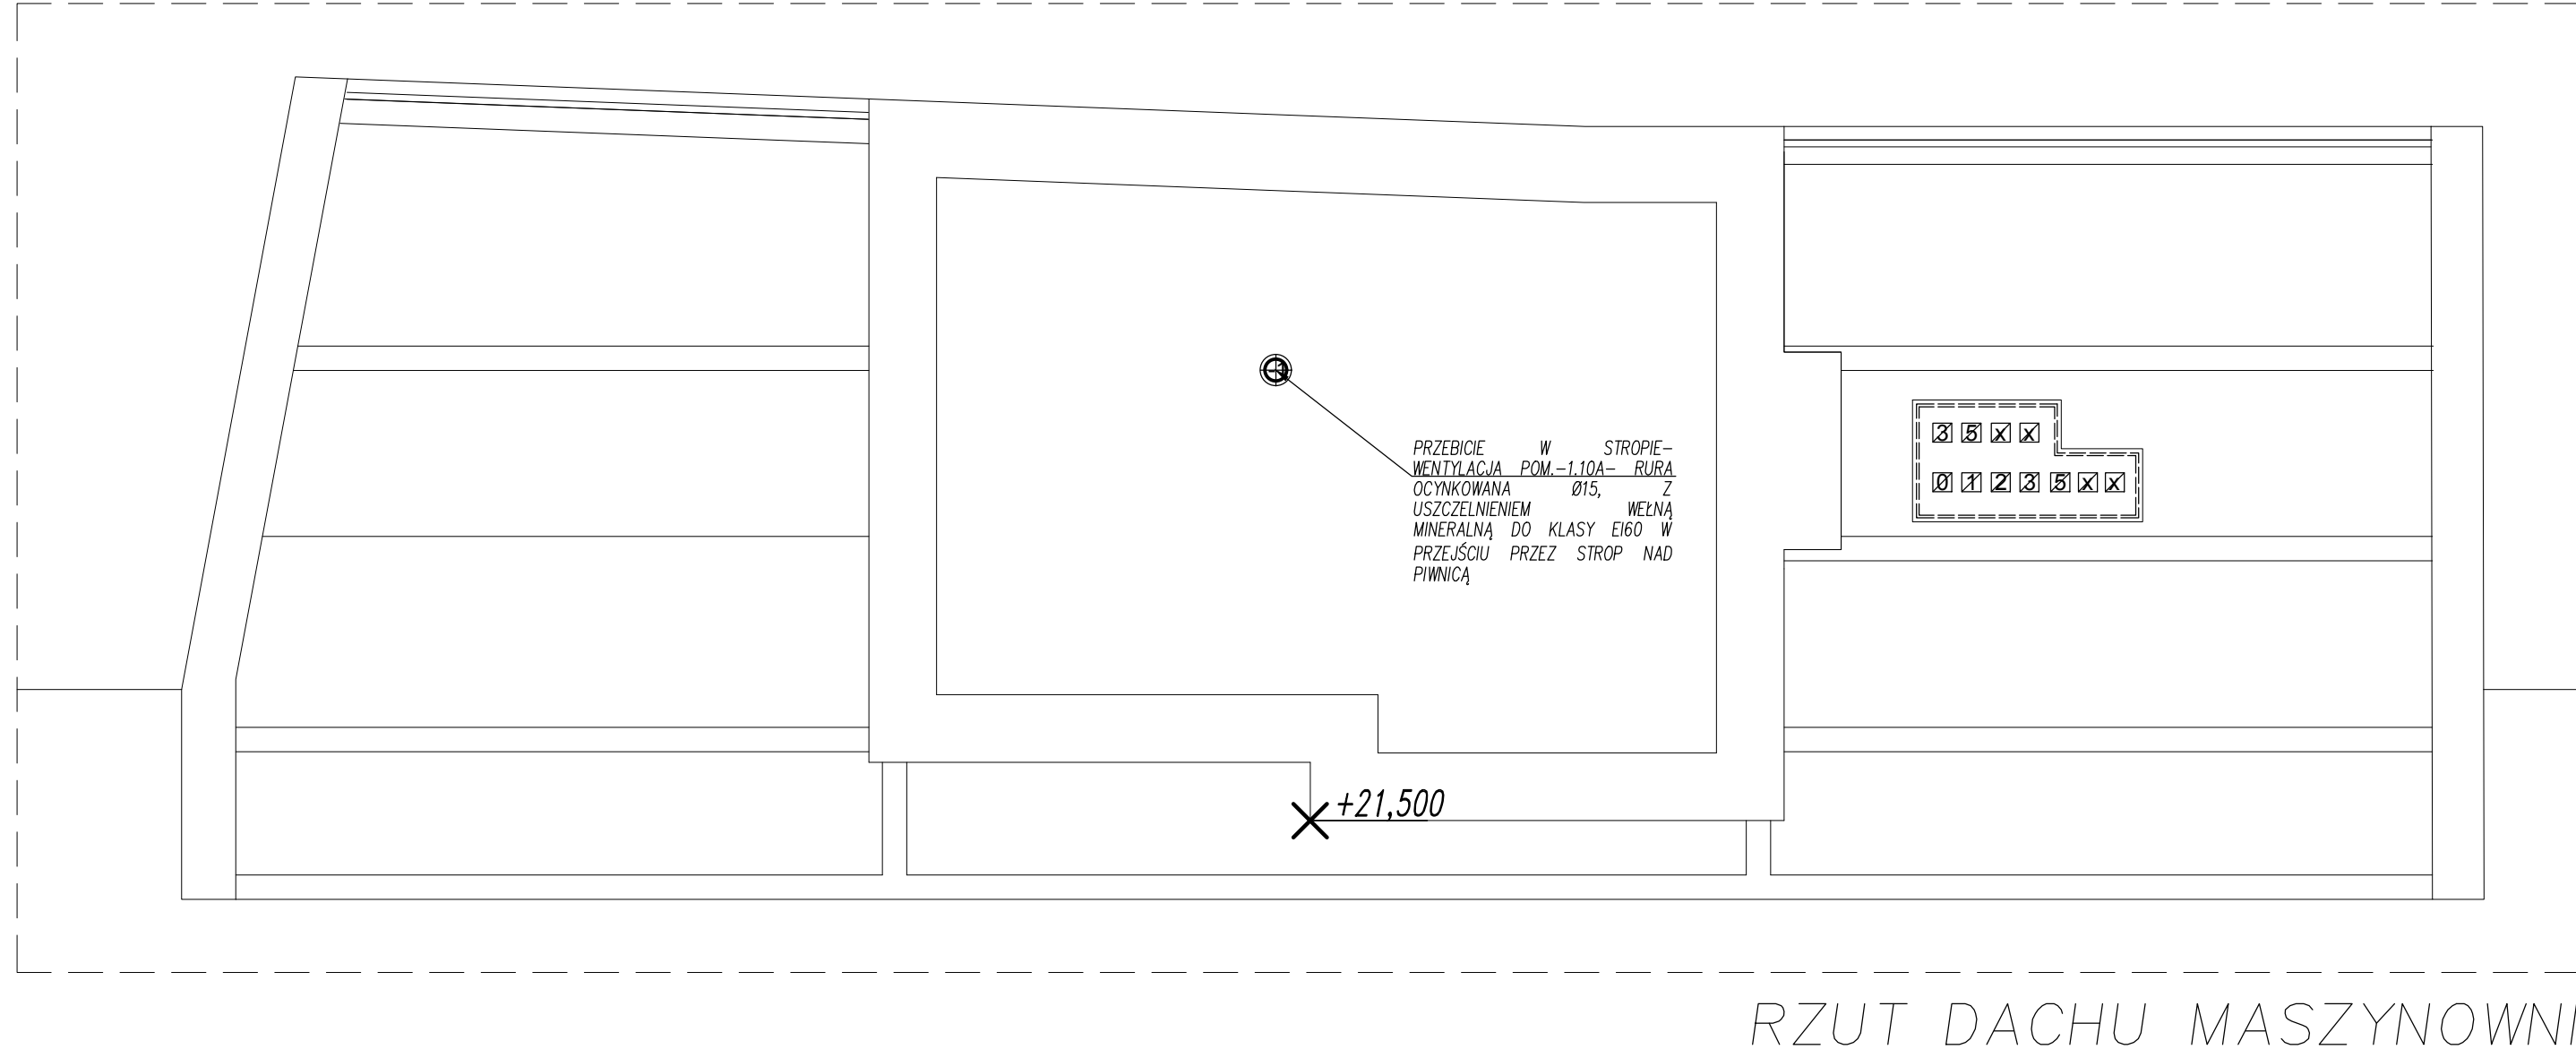 PRZEBICIE W STROPIE-
WENTYLACJA POM.-1.10A- RURA
OCYNKOWANA Ø15, Z
USZCZELNIENIEM WEŁNĄ
MINERALNĄ DO KLASY EI60 W
PRZEJŚCIU PRZEZ STROP NAD
PIWNICĄ
3 5 x x
0 1 2 3 5 x x
+21,500
RZUT DACHU MASZYNOWNI